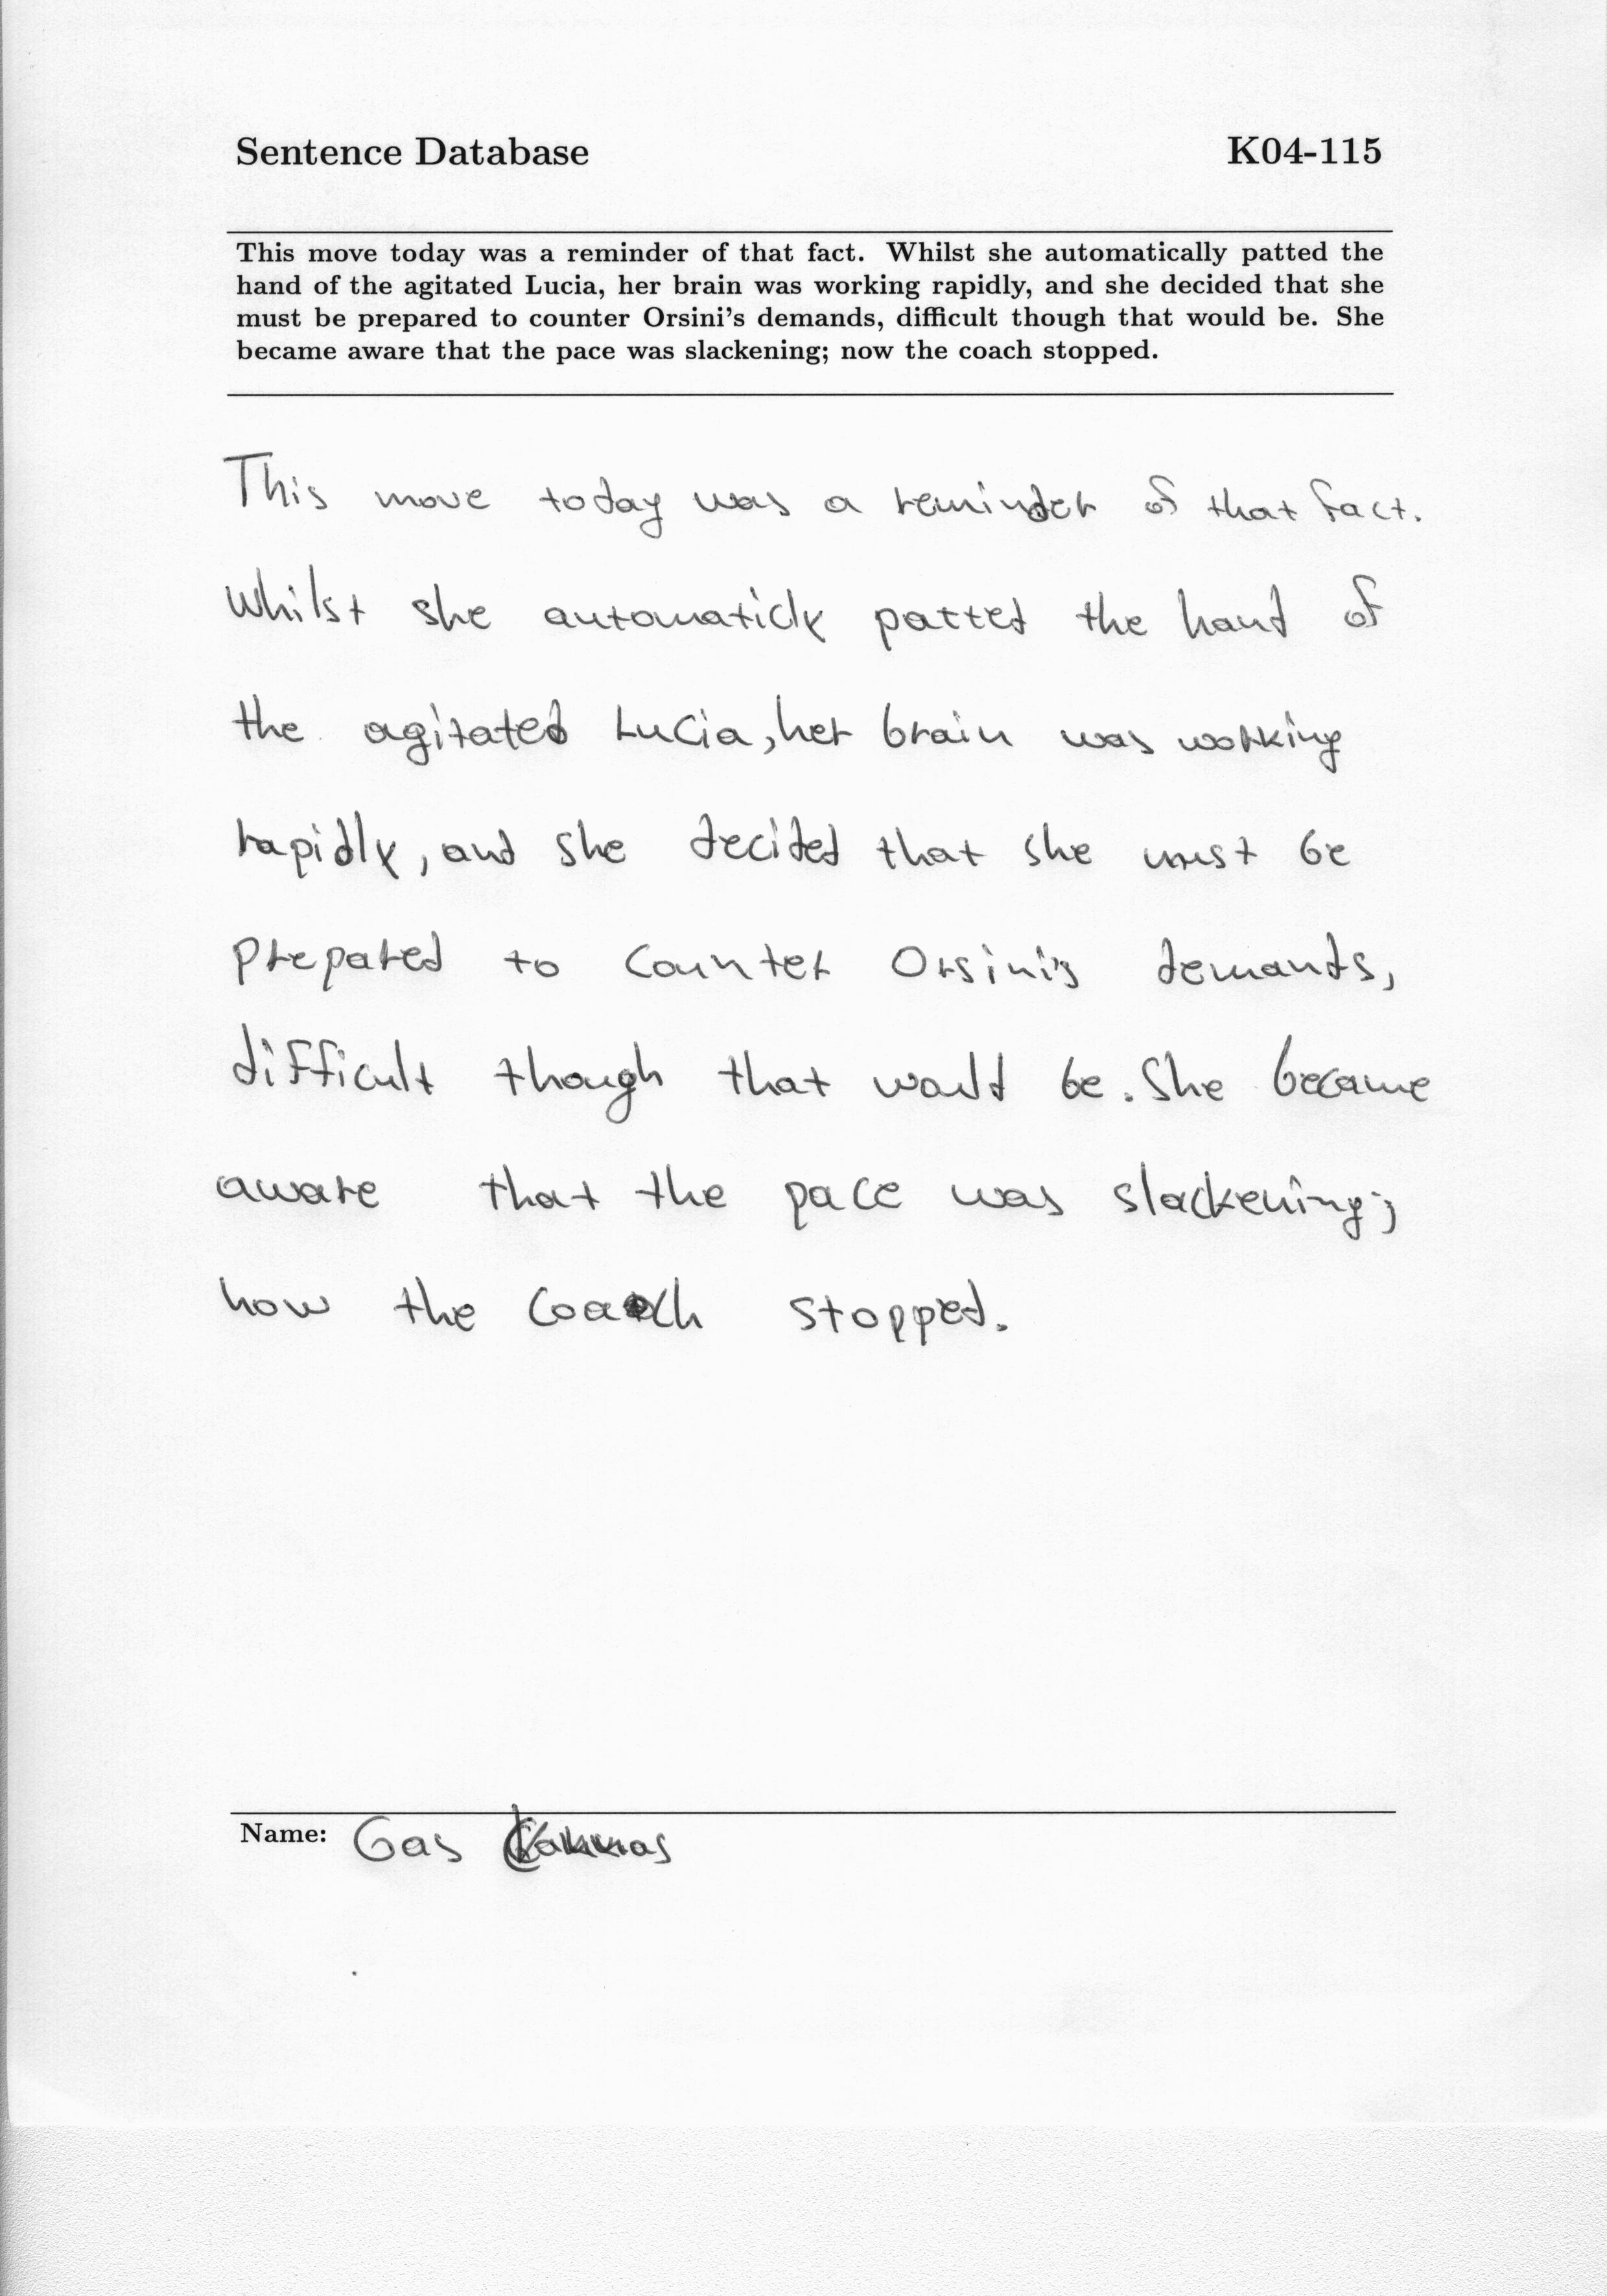 Sentence Database K04-115
This move today was a reminder of that fact. Whilst she automatically patted the
hand of the agitated Lucia, her brain was working rapidly, and she decided that she
must be prepared to counter Orsini's demands, difficult though that would be. She
became aware that the pace was slackening; now the coach stopped.
This move today was a reminder of that fact.
Whilst she automaticly patted the hand of
the agitated Lucia, her brain was working
rapidly, and she decided that she must be
prepared to counter Orsini's demands,
difficult though that would be. She became
aware that the pace was slackening;
now the coach stopped.
Name: Gas